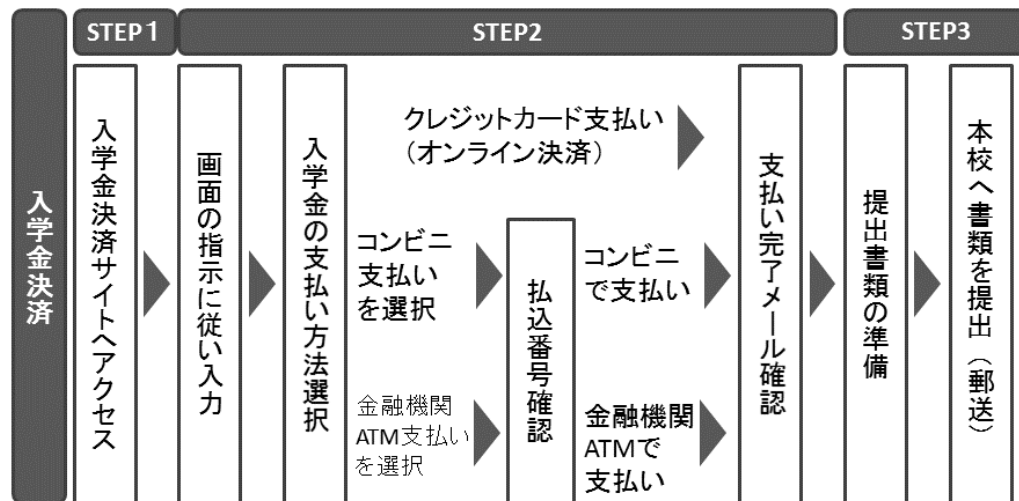 入学金決済
STEP１
STEP2
STEP3
入学金決済サイトへアクセス
画面の指示に従い入力
入学金の支払い方法選択
クレジットカード支払い
（オンライン決済）
コンビニ
支払い
を選択
金融機関
ATM支払い
を選択
払込番号確認
コンビニ
で支払い
金融機関
ATMで
支払い
支払い完了メール確認
提出書類の準備
本校へ書類を提出（郵送）